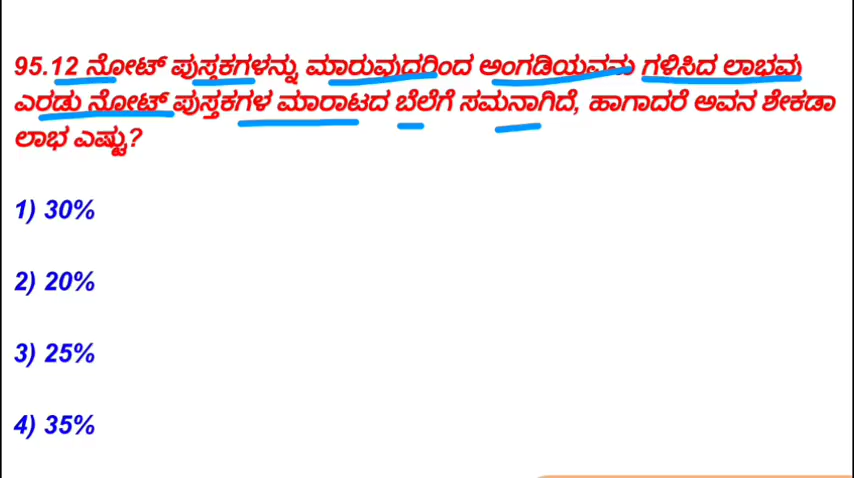 95.12 ನೋಟ್ ಪುಸ್ತಕಗಳನ್ನು ಮಾರುವುದರಿಂದ ಅಂಗಡಿಯವನು ಗಳಿಸಿದ ಲಾಭವು
ಎರಡು ನೋಟ್ ಪುಸ್ತಕಗಳ ಮಾರಾಟದ ಬೆಲೆಗೆ ಸಮನಾಗಿದೆ, ಹಾಗಾದರೆ ಅವನ ಶೇಕಡಾ
ಲಾಭ ಎಷ್ಟು?
1) 30%
2) 20%
3) 25%
4) 35%